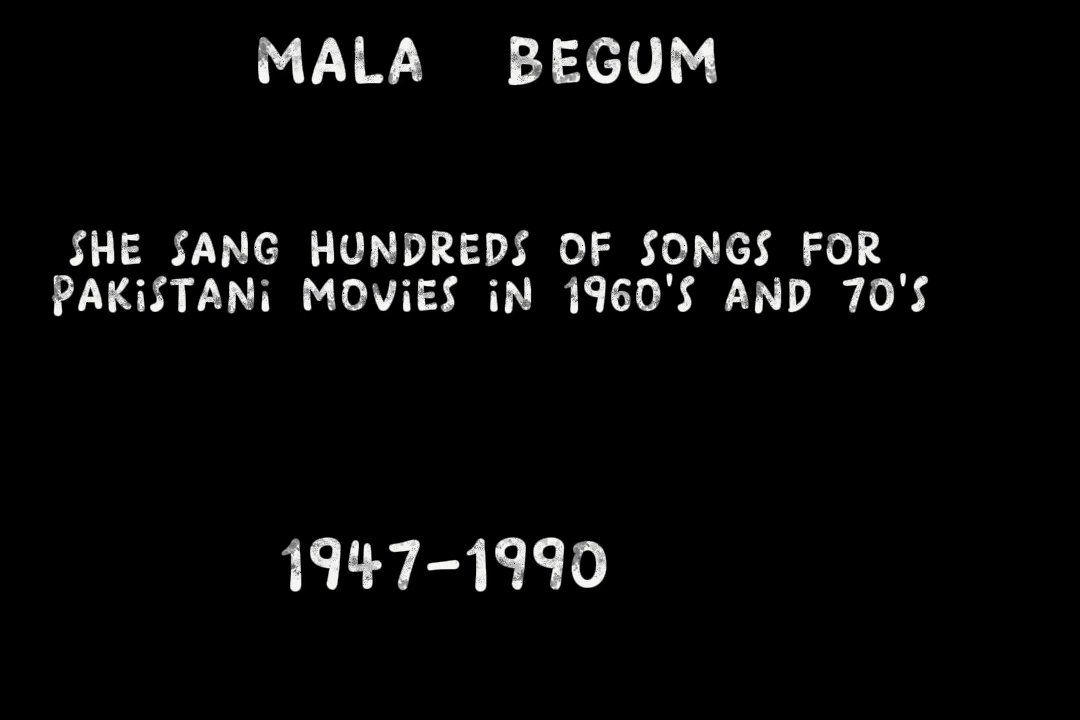 MALA BEGUM
SHE SANG HUNDREDS OF SONGS FOR
PAKiSTANi MOViES iN 1960'S AND 70'S
1947-1990